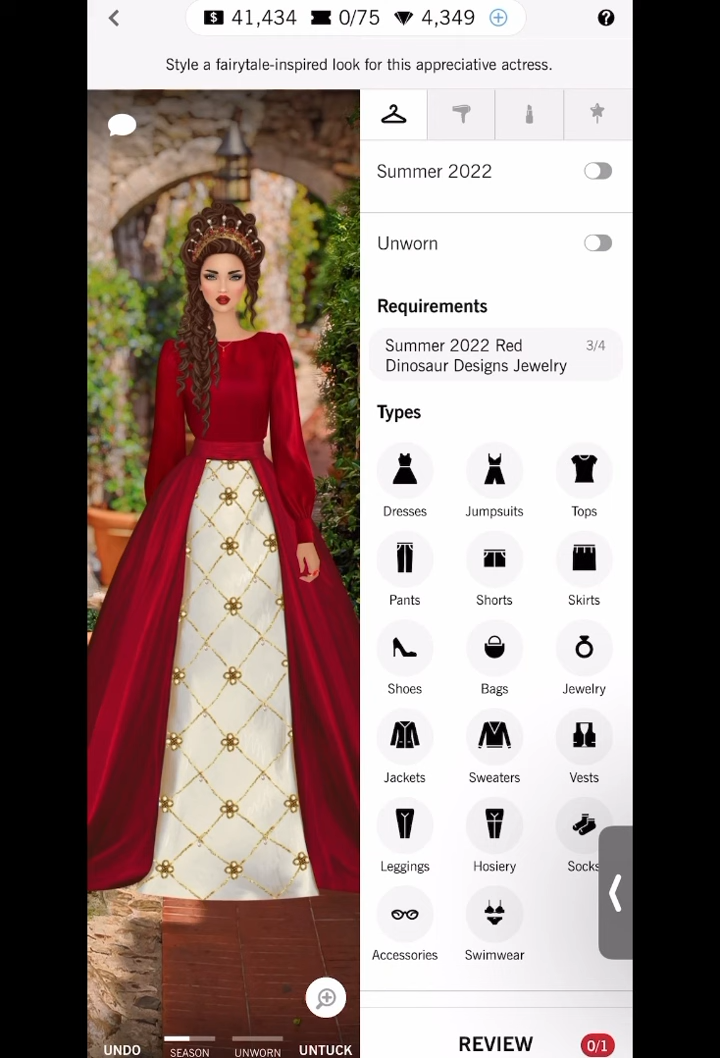 $ 41,434 0/75 4,349 + ?
Style a fairytale-inspired look for this appreciative actress.
Summer 2022
Unworn
Requirements
Summer 2022 Red 3/4
Dinosaur Designs Jewelry
Types
Dresses Jumpsuits Tops
Pants Shorts Skirts
Shoes Bags Jewelry
Jackets Sweaters Vests
Leggings Hosiery Socks
Accessories Swimwear
UNDO SEASON UNWORN UNTUCK REVIEW 0/1